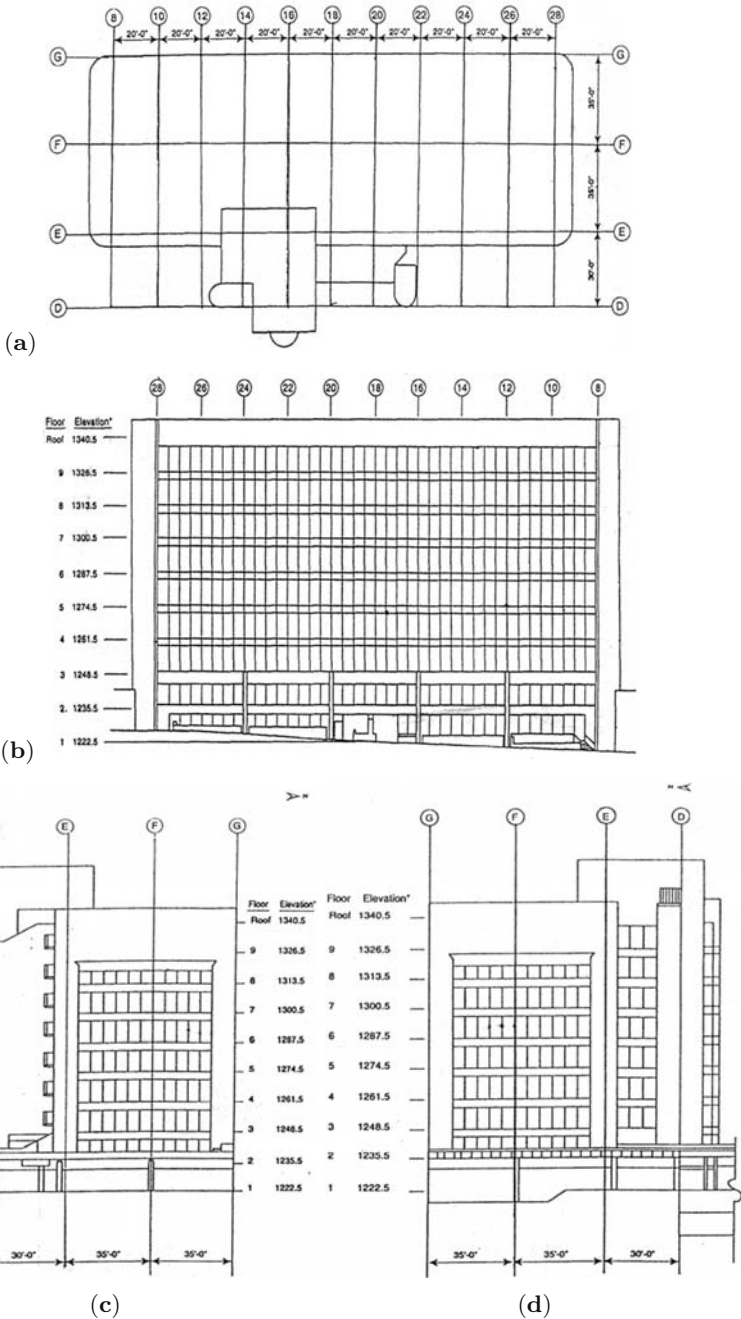 8 10 12 14 16 18 20 22 24 26 28
20'-0" 20'-0" 20'-0" 20'-0" 20'-0" 20'-0" 20'-0" 20'-0" 20'-0" 20'-0"
G G
35'-0"
F F
35'-0"
E E
30'-0"
D D
(a)
28 26 24 22 20 18 16 14 12 10 8
Floor Elevation*
Roof 1340.5
9 1326.5
8 1313.5
7 1300.5
6 1287.5
5 1274.5
4 1261.5
3 1248.5
2. 1235.5
1 1222.5
(b)
N
E F G
Floor Elevation*
Roof 1340.5
9 1326.5
8 1313.5
7 1300.5
6 1287.5
5 1274.5
4 1261.5
3 1248.5
2 1235.5
1 1222.5
30'-0" 35'-0" 35'-0"
(c)
N
G F E D
Floor Elevation*
Roof 1340.5
9 1326.5
8 1313.5
7 1300.5
6 1287.5
5 1274.5
4 1261.5
3 1248.5
2 1235.5
1 1222.5
35'-0" 35'-0" 30'-0"
(d)